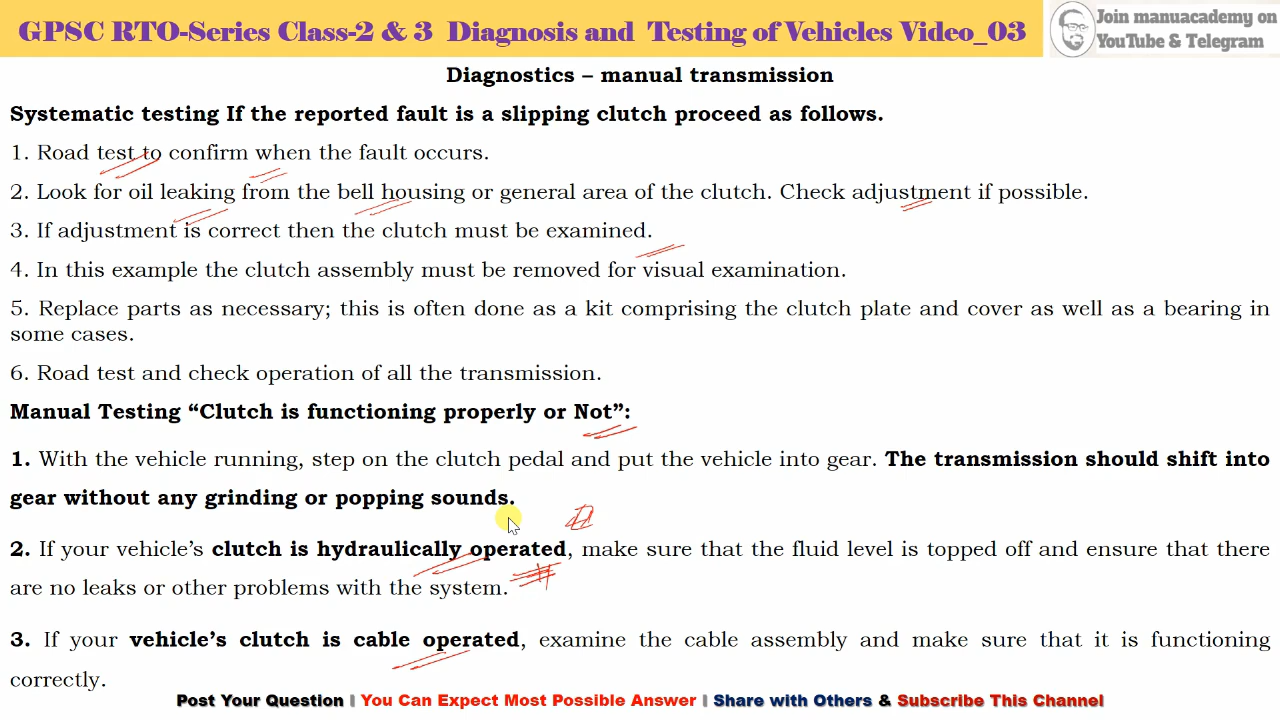 GPSC RTO-Series Class-2 & 3 Diagnosis and Testing of Vehicles Video_03
Join manuacademy on
YouTube & Telegram
Diagnostics – manual transmission
Systematic testing If the reported fault is a slipping clutch proceed as follows.
1. Road test to confirm when the fault occurs.
2. Look for oil leaking from the bell housing or general area of the clutch. Check adjustment if possible.
3. If adjustment is correct then the clutch must be examined.
4. In this example the clutch assembly must be removed for visual examination.
5. Replace parts as necessary; this is often done as a kit comprising the clutch plate and cover as well as a bearing in
some cases.
6. Road test and check operation of all the transmission.
Manual Testing “Clutch is functioning properly or Not”:
1. With the vehicle running, step on the clutch pedal and put the vehicle into gear. The transmission should shift into
gear without any grinding or popping sounds.
2. If your vehicle’s clutch is hydraulically operated, make sure that the fluid level is topped off and ensure that there
are no leaks or other problems with the system.
3. If your vehicle’s clutch is cable operated, examine the cable assembly and make sure that it is functioning
correctly.
Post Your Question | You Can Expect Most Possible Answer | Share with Others & Subscribe This Channel